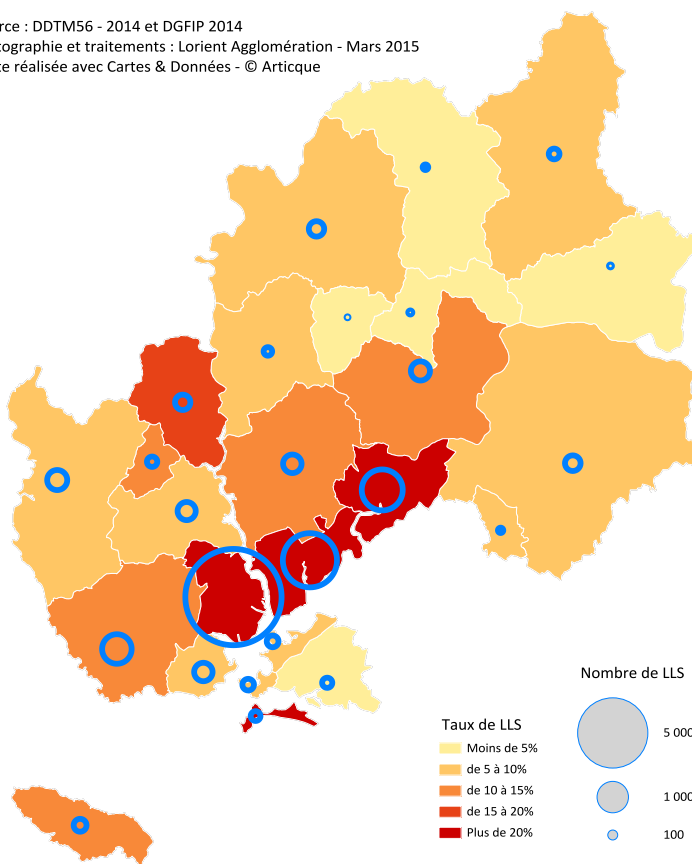 rce : DDTM56 - 2014 et DGFIP 2014
tographie et traitements : Lorient Agglomération - Mars 2015
te réalisée avec Cartes & Données - © Articque
Nombre de LLS
5 000
1 000
100
Taux de LLS
Moins de 5%
de 5 à 10%
de 10 à 15%
de 15 à 20%
Plus de 20%